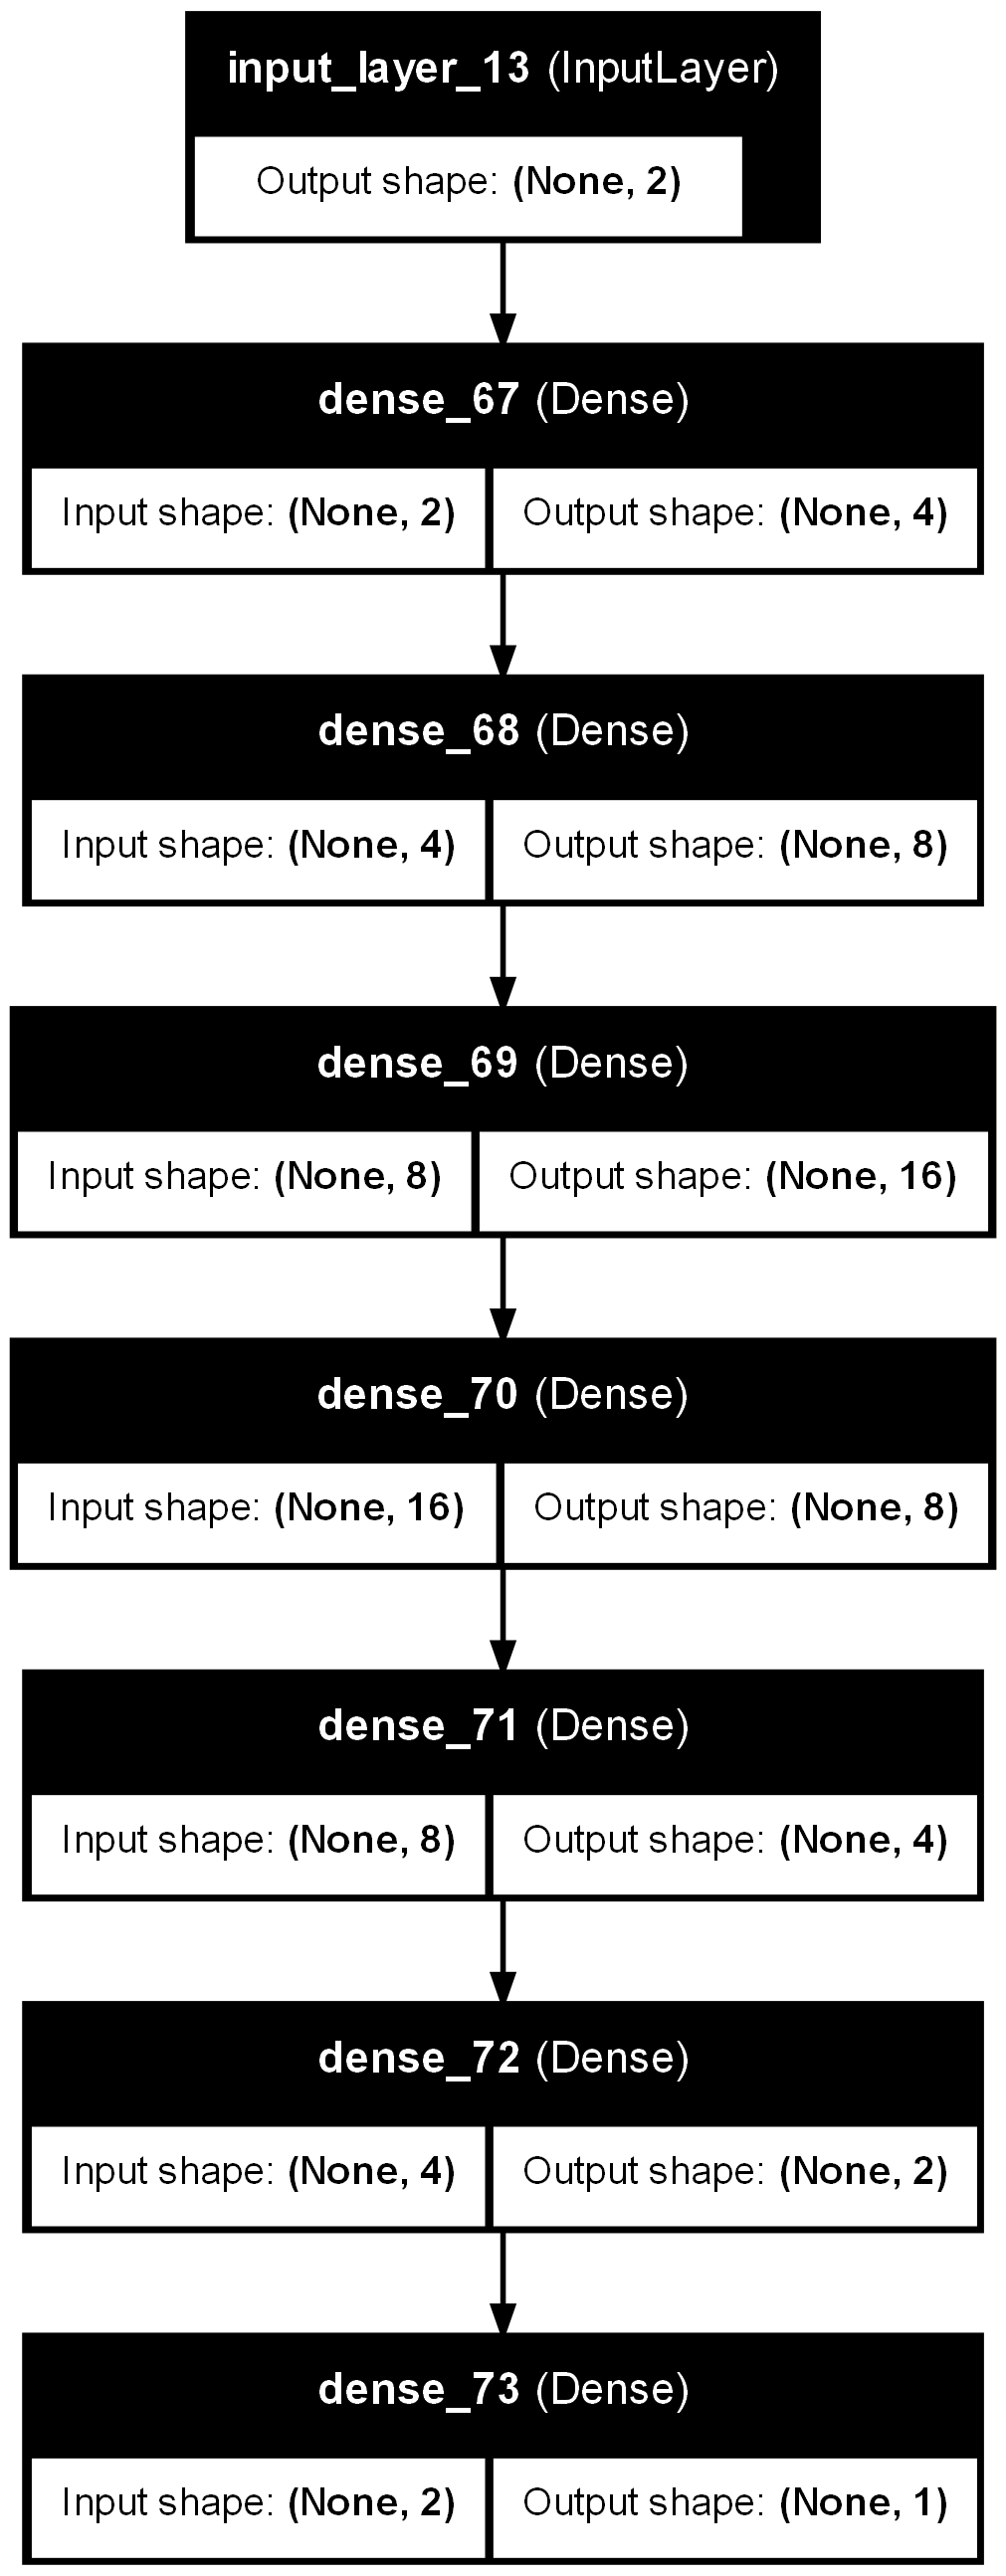 input_layer_13 (InputLayer)
Output shape: (None, 2)
dense_67 (Dense)
Input shape: (None, 2) Output shape: (None, 4)
dense_68 (Dense)
Input shape: (None, 4) Output shape: (None, 8)
dense_69 (Dense)
Input shape: (None, 8) Output shape: (None, 16)
dense_70 (Dense)
Input shape: (None, 16) Output shape: (None, 8)
dense_71 (Dense)
Input shape: (None, 8) Output shape: (None, 4)
dense_72 (Dense)
Input shape: (None, 4) Output shape: (None, 2)
dense_73 (Dense)
Input shape: (None, 2) Output shape: (None, 1)